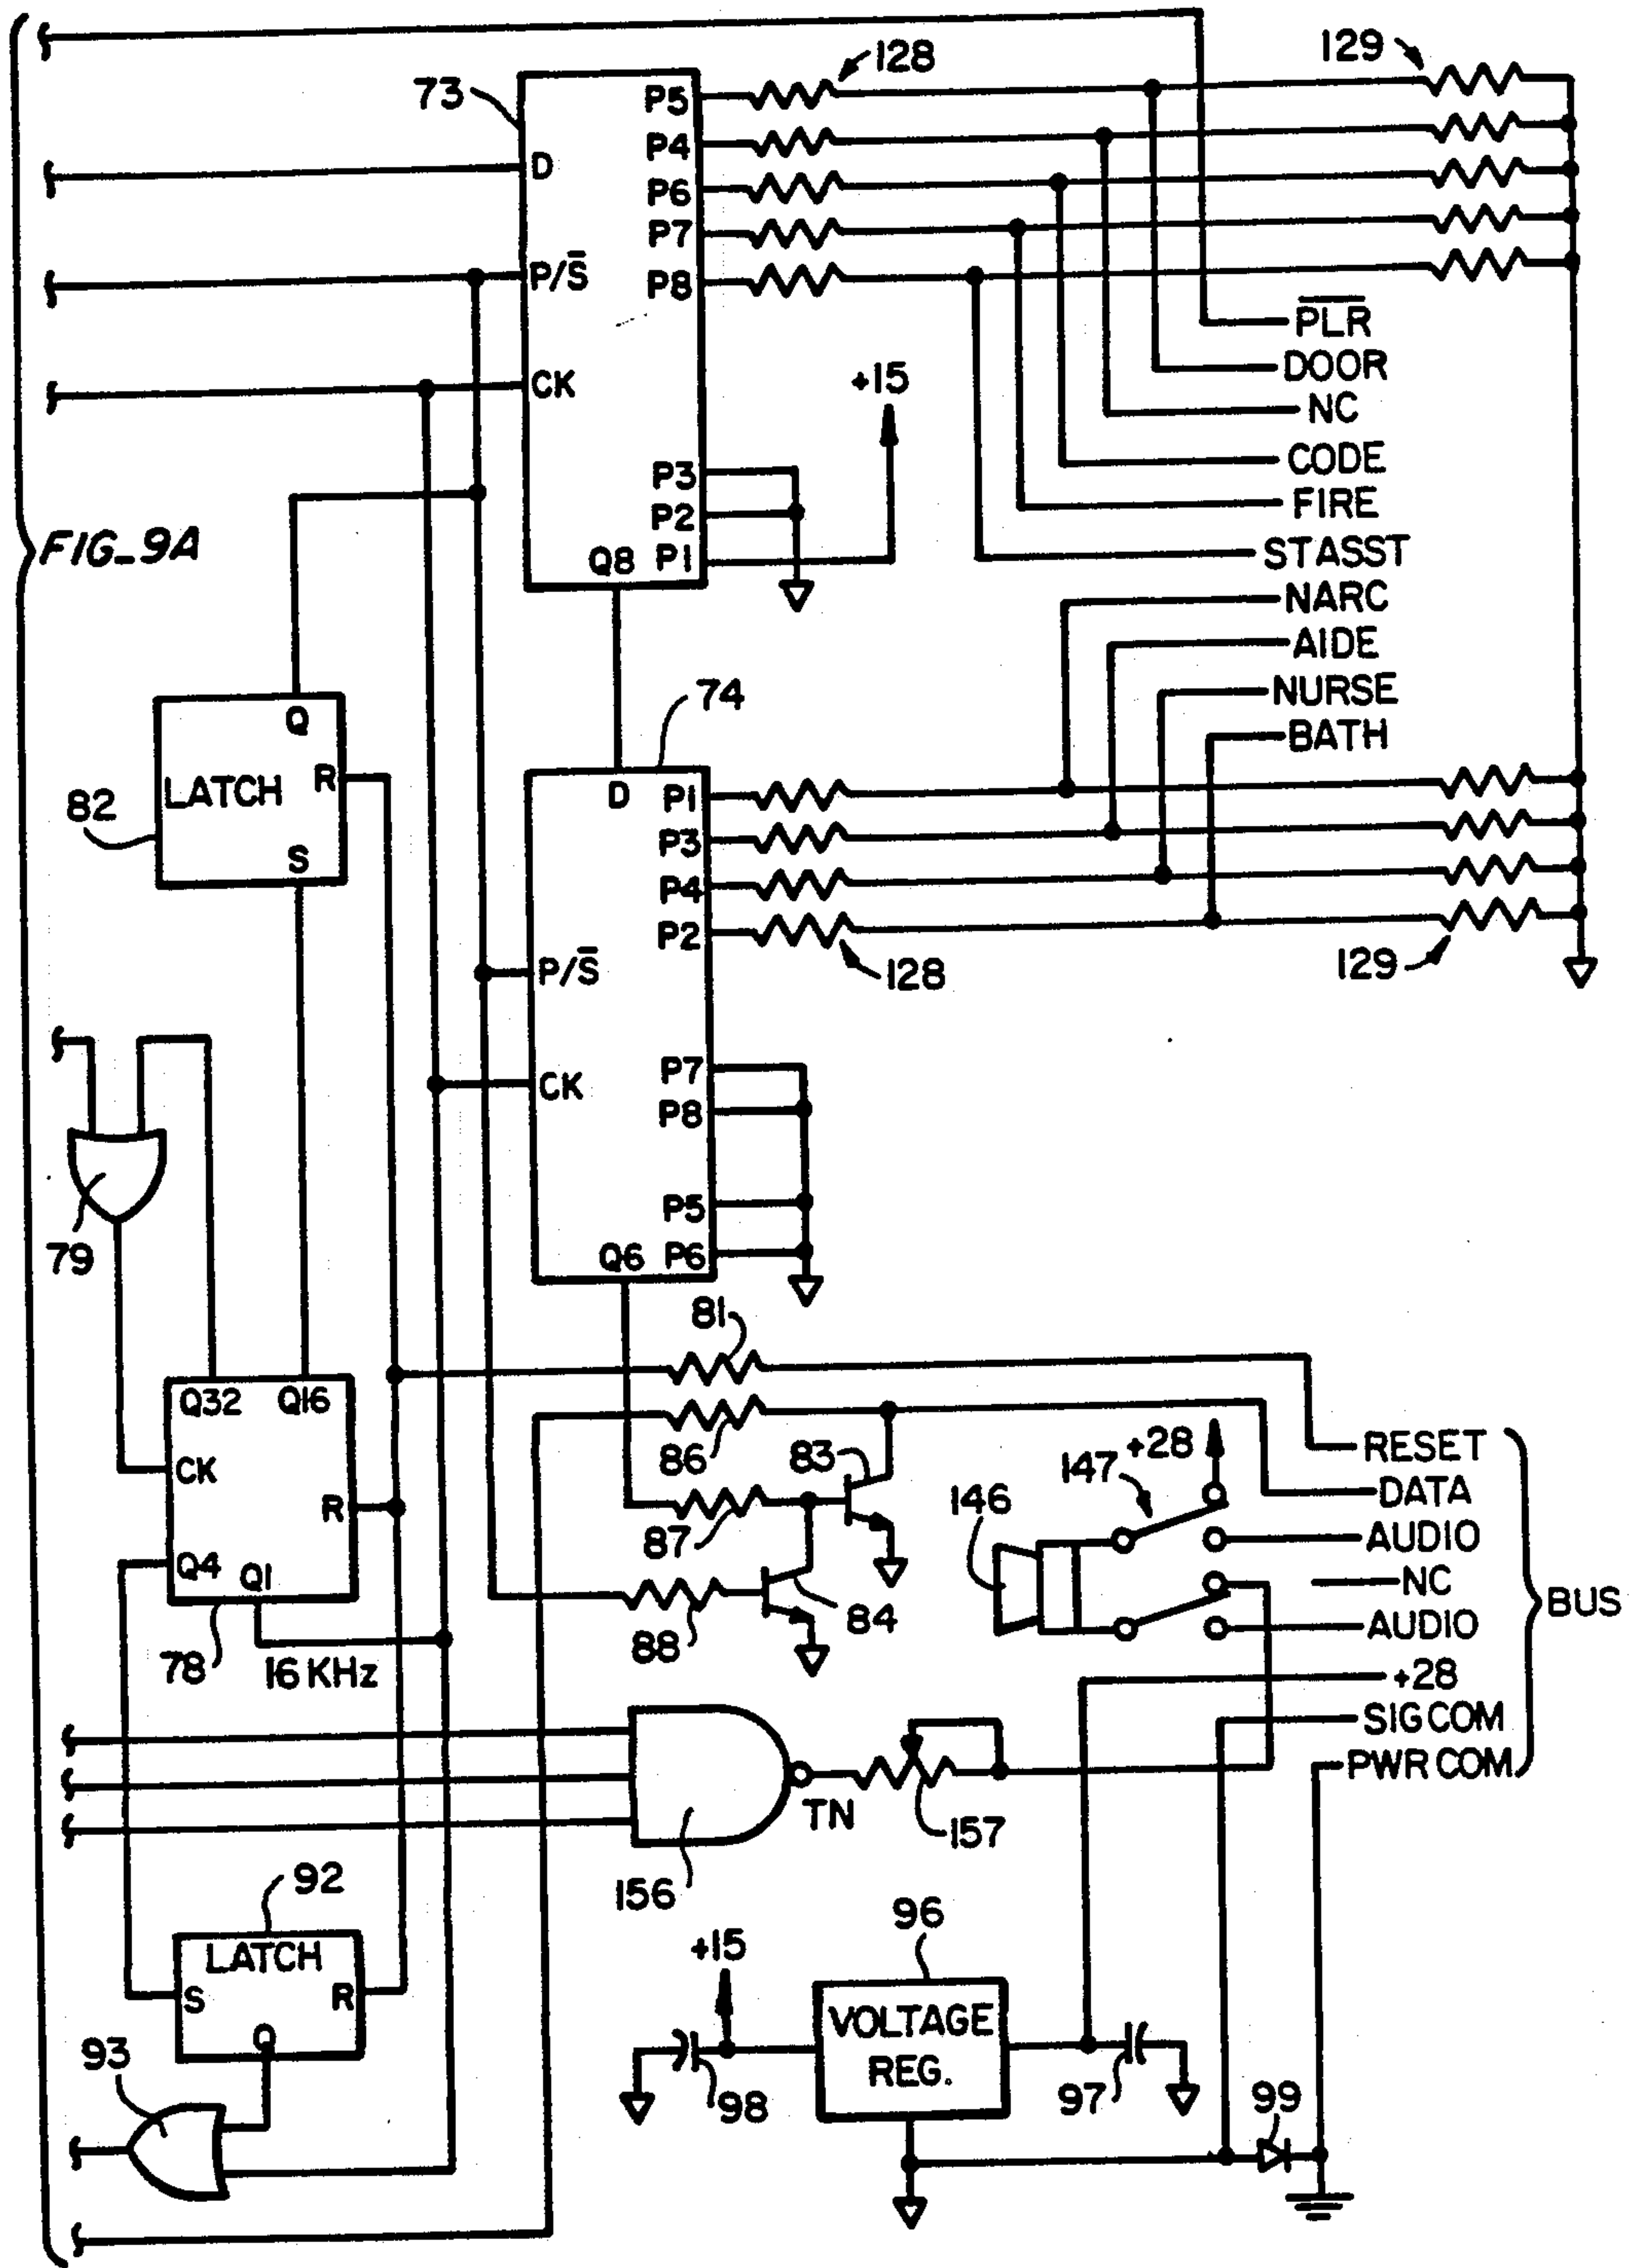 128
129
73
P5
P4
D
P6
P7
P/S̅
P8
P̅L̅R̅
DOOR
CK
+15
NC
CODE
P3
FIRE
P2
FIG_9A
Q8 P1
STASST
NARC
AIDE
74
NURSE
Q
BATH
LATCH R
D P1
82
P3
S
P4
P2
P/S̅
128
129
P7
CK
P8
P5
79
Q6 P6
81
Q32 Q16
86
83
147
+28
RESET
CK
DATA
R
146
AUDIO
87
Q4
Q1
NC
BUS
84
AUDIO
78
16 KHz
88
+28
SIG COM
PWR COM
TN
157
92
156
96
LATCH
+15
S R
VOLTAGE
REG.
Q
93
98
97
99